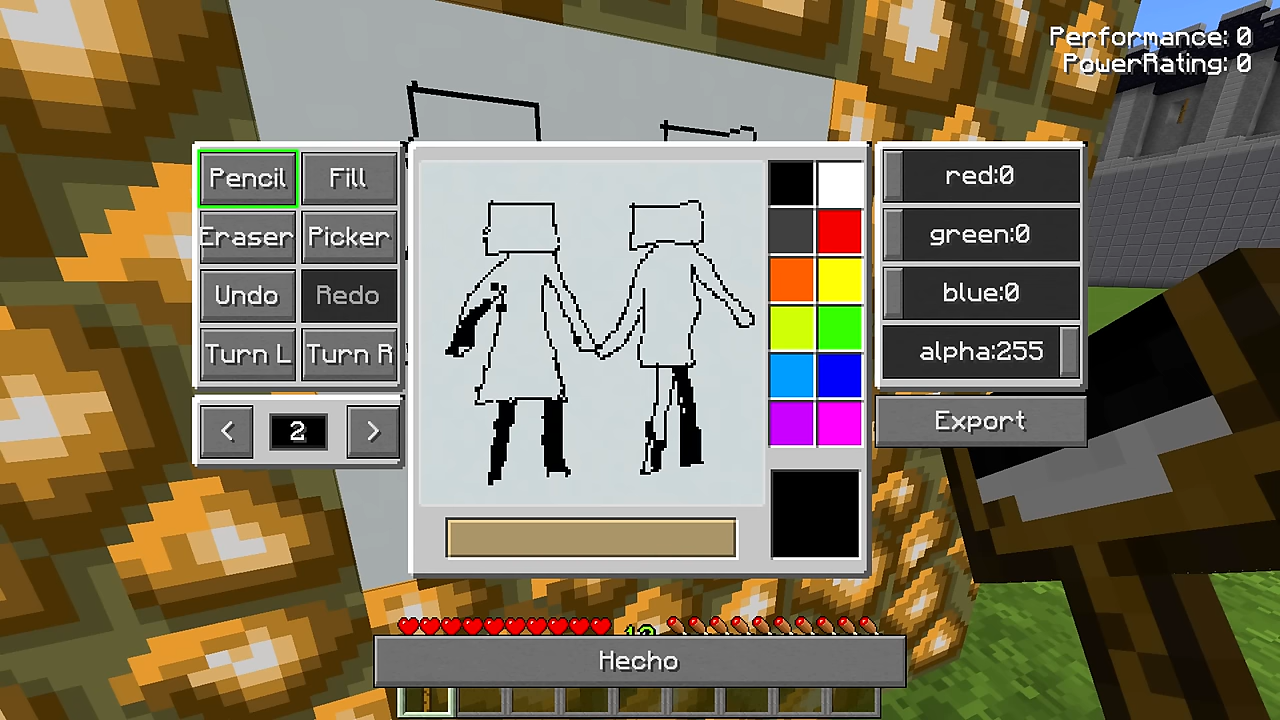 Performance: 0
PowerRating: 0
Pencil Fill
Eraser Picker
Undo Redo
Turn L Turn R
< 2 >
red:0
green:0
blue:0
alpha:255
Export
Hecho